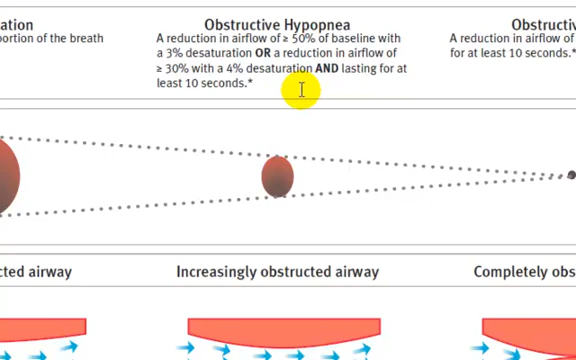 ation
ortion of the breath
Obstructive Hypopnea
A reduction in airflow of ≥ 50% of baseline with
a 3% desaturation OR a reduction in airflow of
≥ 30% with a 4% desaturation AND lasting for at
least 10 seconds.*
Obstructiv
A reduction in airflow of
for at least 10 seconds.*
cted airway
Increasingly obstructed airway
Completely obs